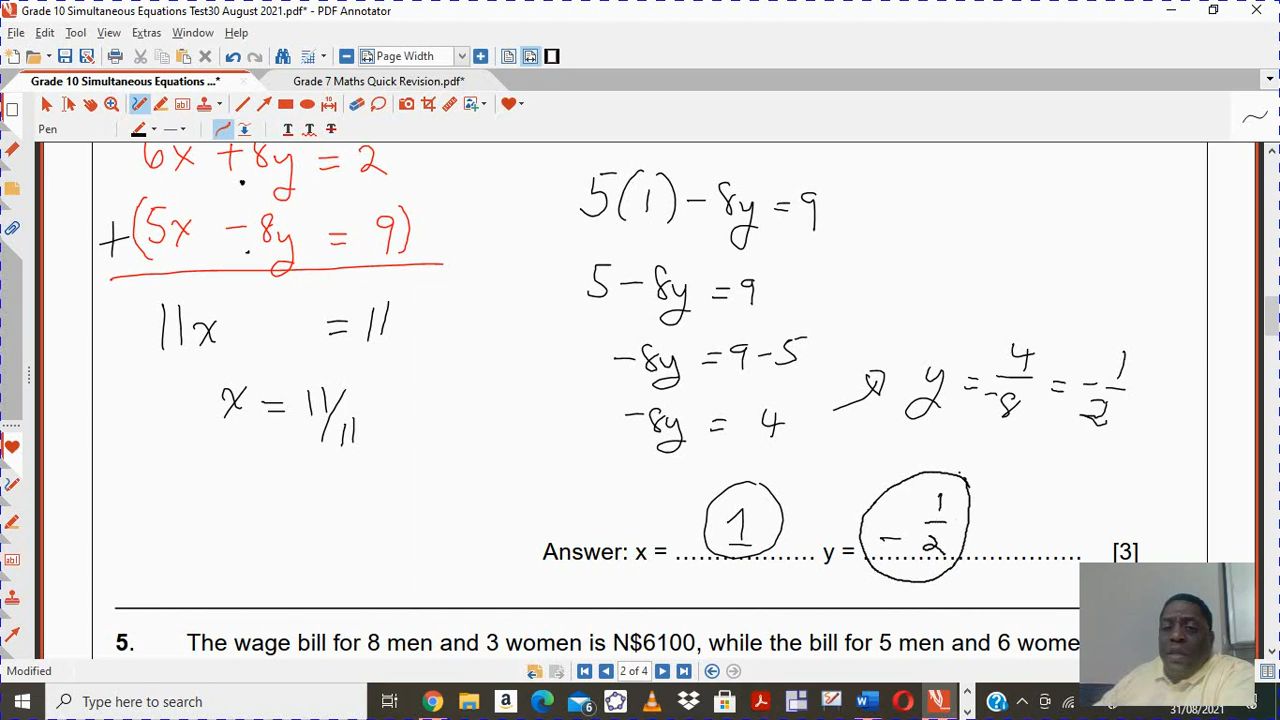 Grade 10 Simultaneous Equations Test30 August 2021.pdf* - PDF Annotator
File Edit Tool View Extras Window Help
Page Width
Grade 10 Simultaneous Equations ...* Grade 7 Maths Quick Revision.pdf*
Pen
6x + 8y = 2
+(5x - 8y = 9)
11x = 11
x = 11/11
5(1) - 8y = 9
5 - 8y = 9
-8y = 9 - 5
-8y = 4
y = 4/-8 = -1/2
1
-1/2
Answer: x = .................... y = ................................ [3]
5. The wage bill for 8 men and 3 women is N$6100, while the bill for 5 men and 6 wome
Modified 2 of 4
Type here to search
6
31/08/2021